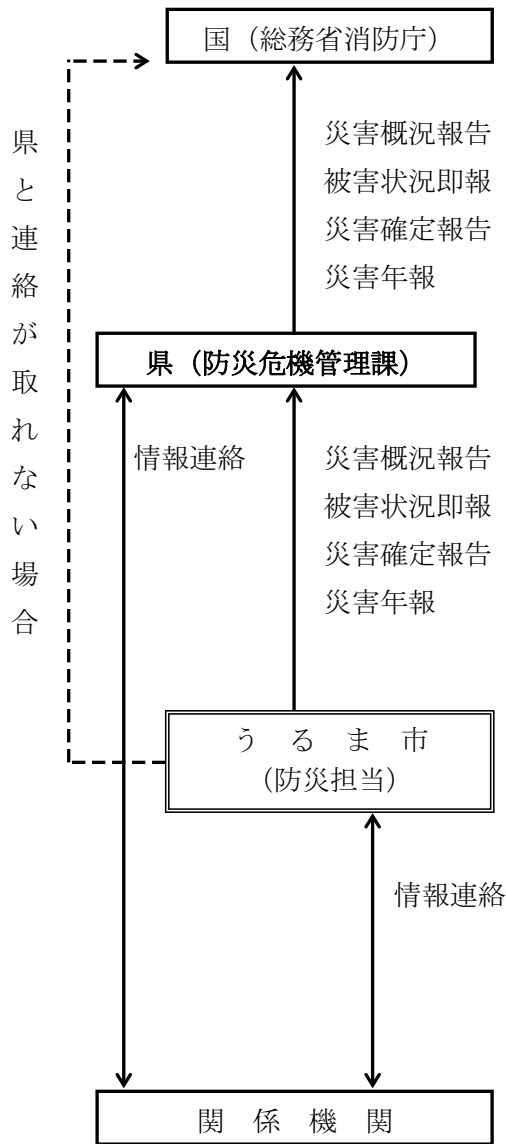 国（総務省消防庁）
県と連絡が取れない場合
災害概況報告
被害状況即報
災害確定報告
災害年報
県（防災危機管理課）
情報連絡
災害概況報告
被害状況即報
災害確定報告
災害年報
うるま市
（防災担当）
情報連絡
関係機関